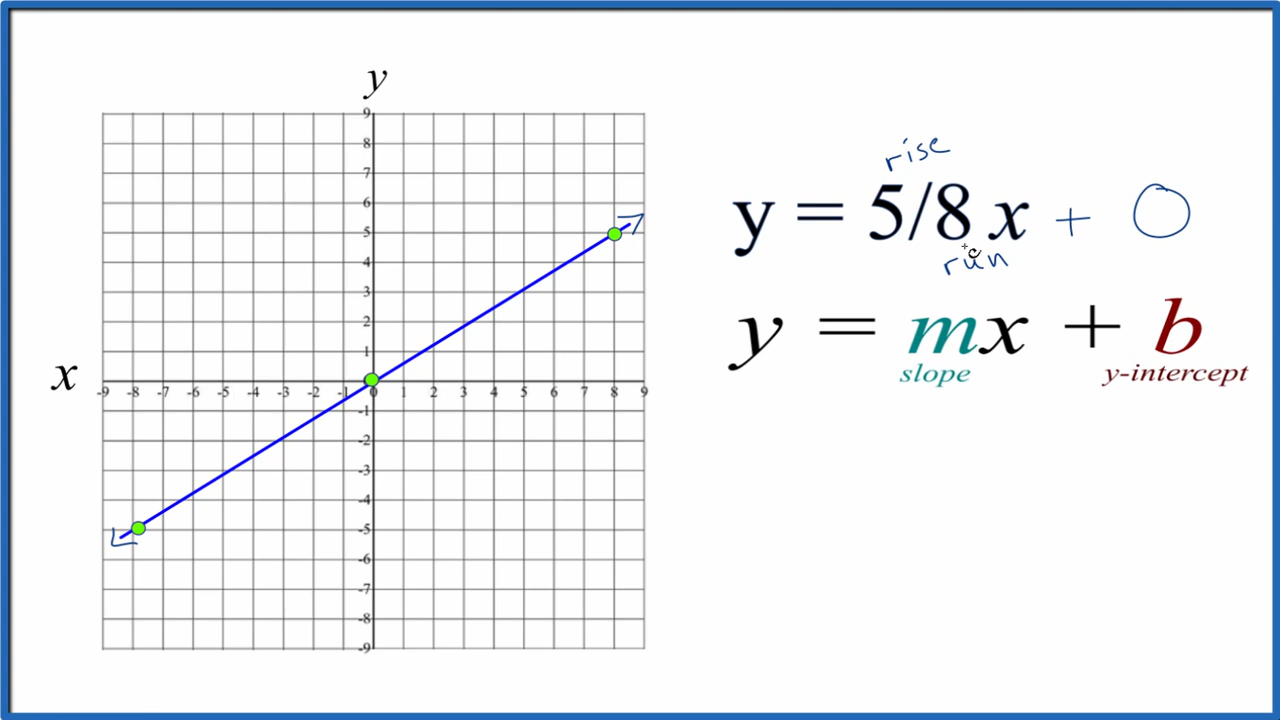 y
9
8
7
6
5
4
3
2
1
x
-9 -8 -7 -6 -5 -4 -3 -2 -1 0 1 2 3 4 5 6 7 8 9
-1
-2
-3
-4
-5
-6
-7
-8
-9
rise
y = 5/8 x + 0
run
y = mx + b
slope y-intercept